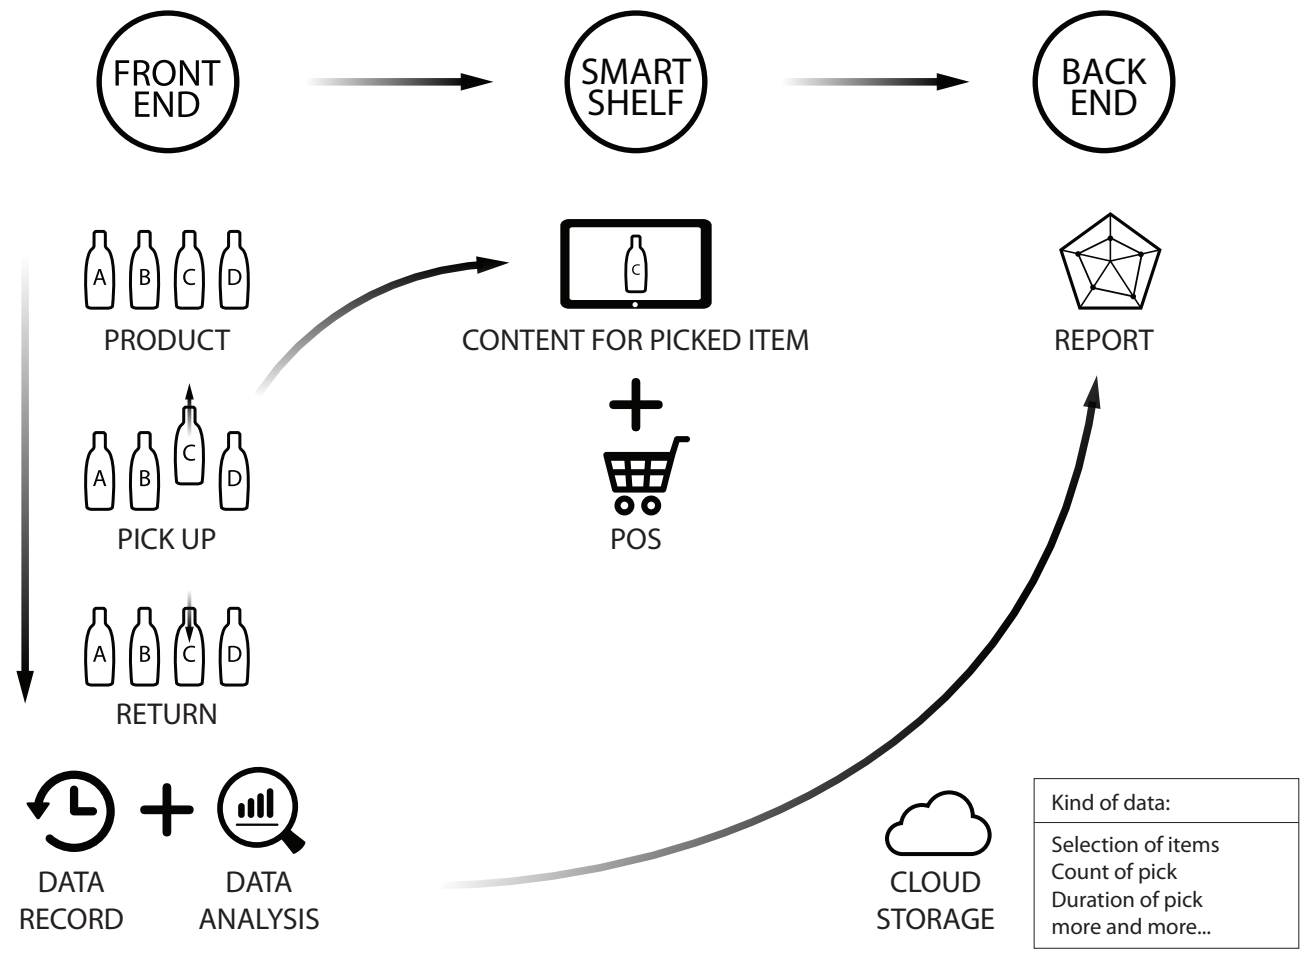 FRONT
END
SMART
SHELF
BACK
END
A B C D
PRODUCT
C
CONTENT FOR PICKED ITEM
REPORT
A B C D
PICK UP
POS
A B C D
RETURN
DATA
RECORD
DATA
ANALYSIS
CLOUD
STORAGE
Kind of data:
Selection of items
Count of pick
Duration of pick
more and more...